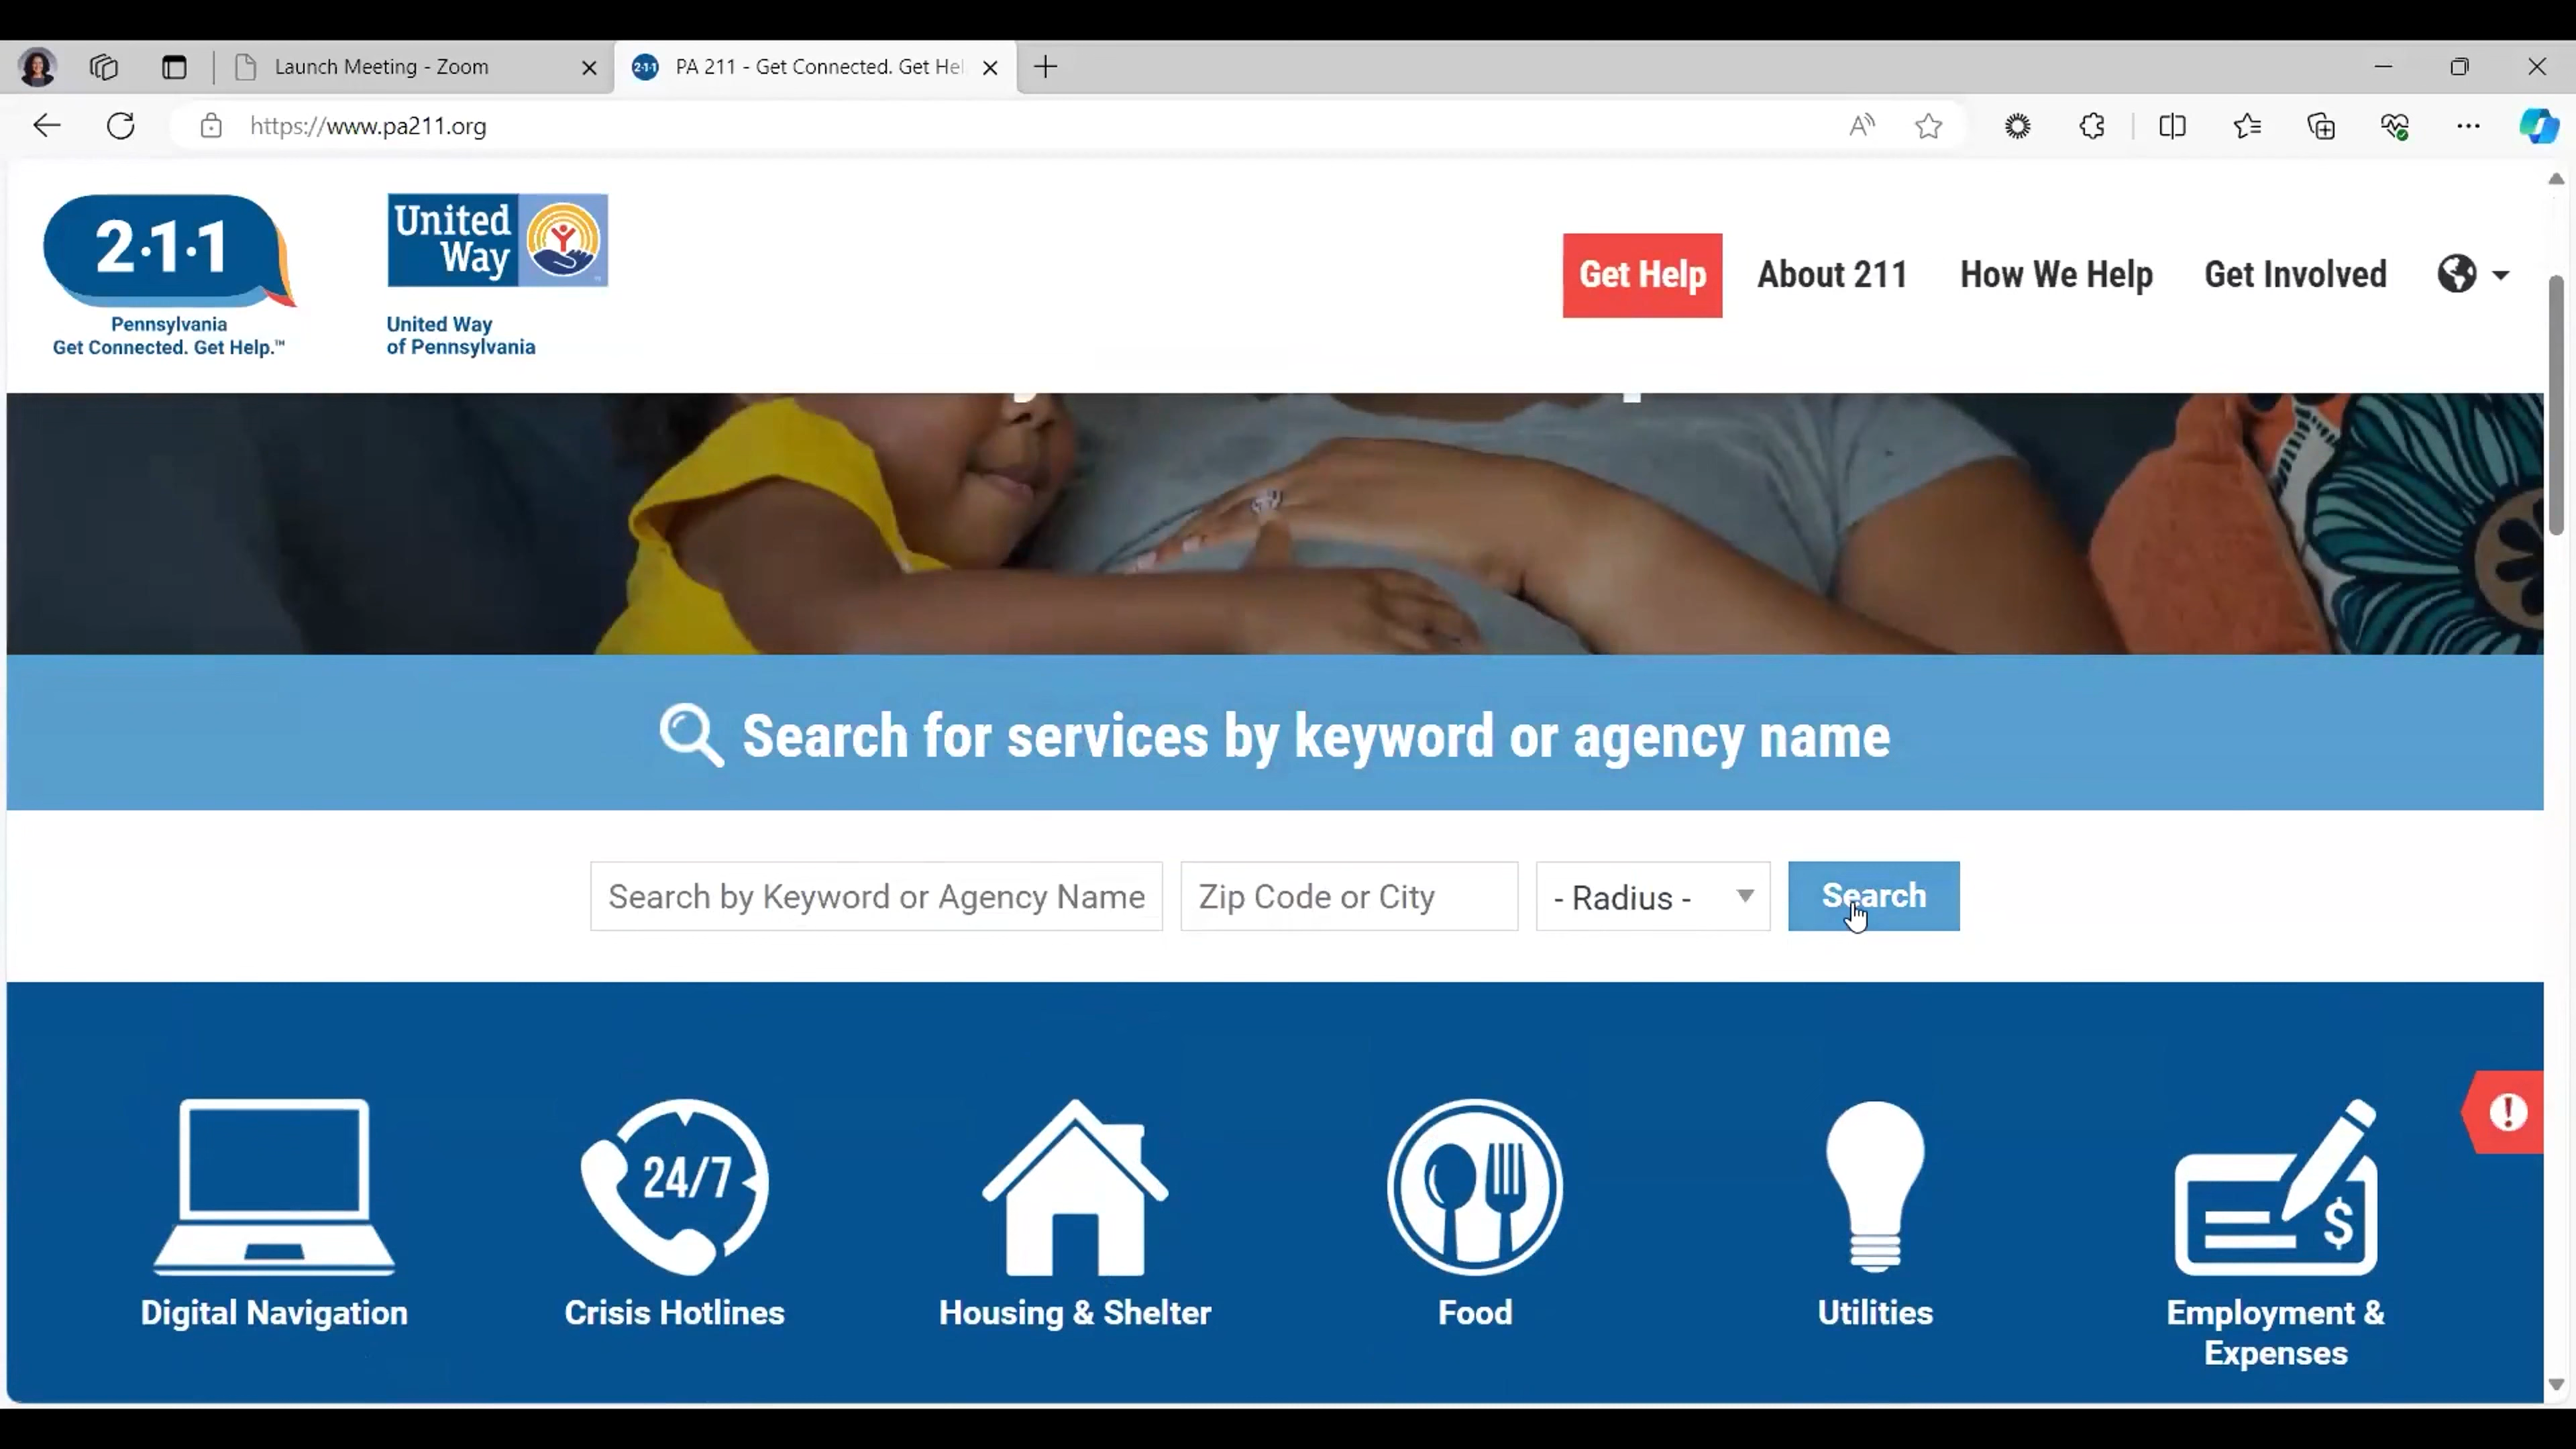 Launch Meeting - Zoom
2·1·1
PA 211 - Get Connected. Get Hel
https://www.pa211.org
2·1·1
Pennsylvania
Get Connected. Get Help.™
United
Way
United Way
of Pennsylvania
Get Help
About 211
How We Help
Get Involved
Search for services by keyword or agency name
Search by Keyword or Agency Name
Zip Code or City
- Radius -
Search
24/7
$
Digital Navigation
Crisis Hotlines
Housing & Shelter
Food
Utilities
Employment &
Expenses